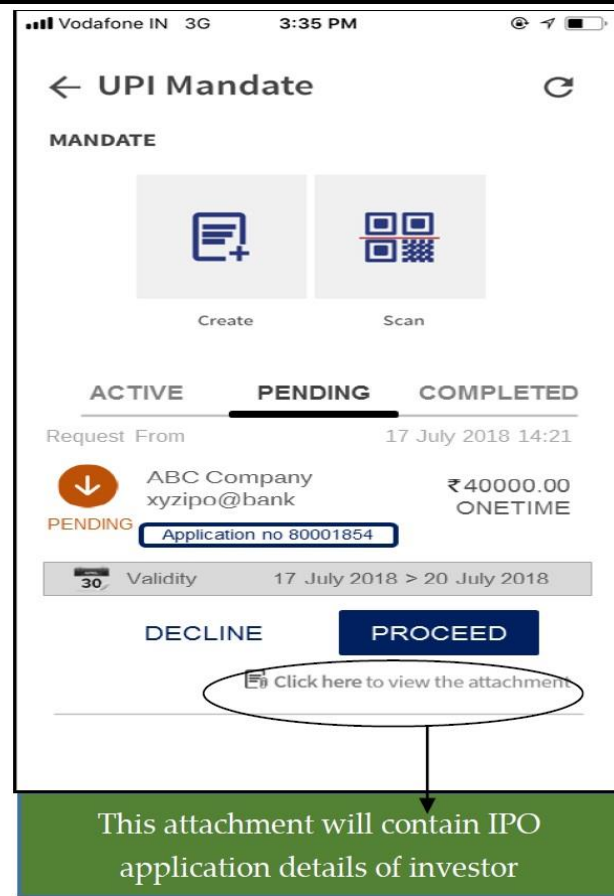 Vodafone IN 3G 3:35 PM
← UPI Mandate
MANDATE
Create Scan
ACTIVE PENDING COMPLETED
Request From 17 July 2018 14:21
ABC Company ₹40000.00
xyzipo@bank ONETIME
PENDING
Application no 80001854
30 Validity 17 July 2018 > 20 July 2018
DECLINE PROCEED
Click here to view the attachment
This attachment will contain IPO
application details of investor